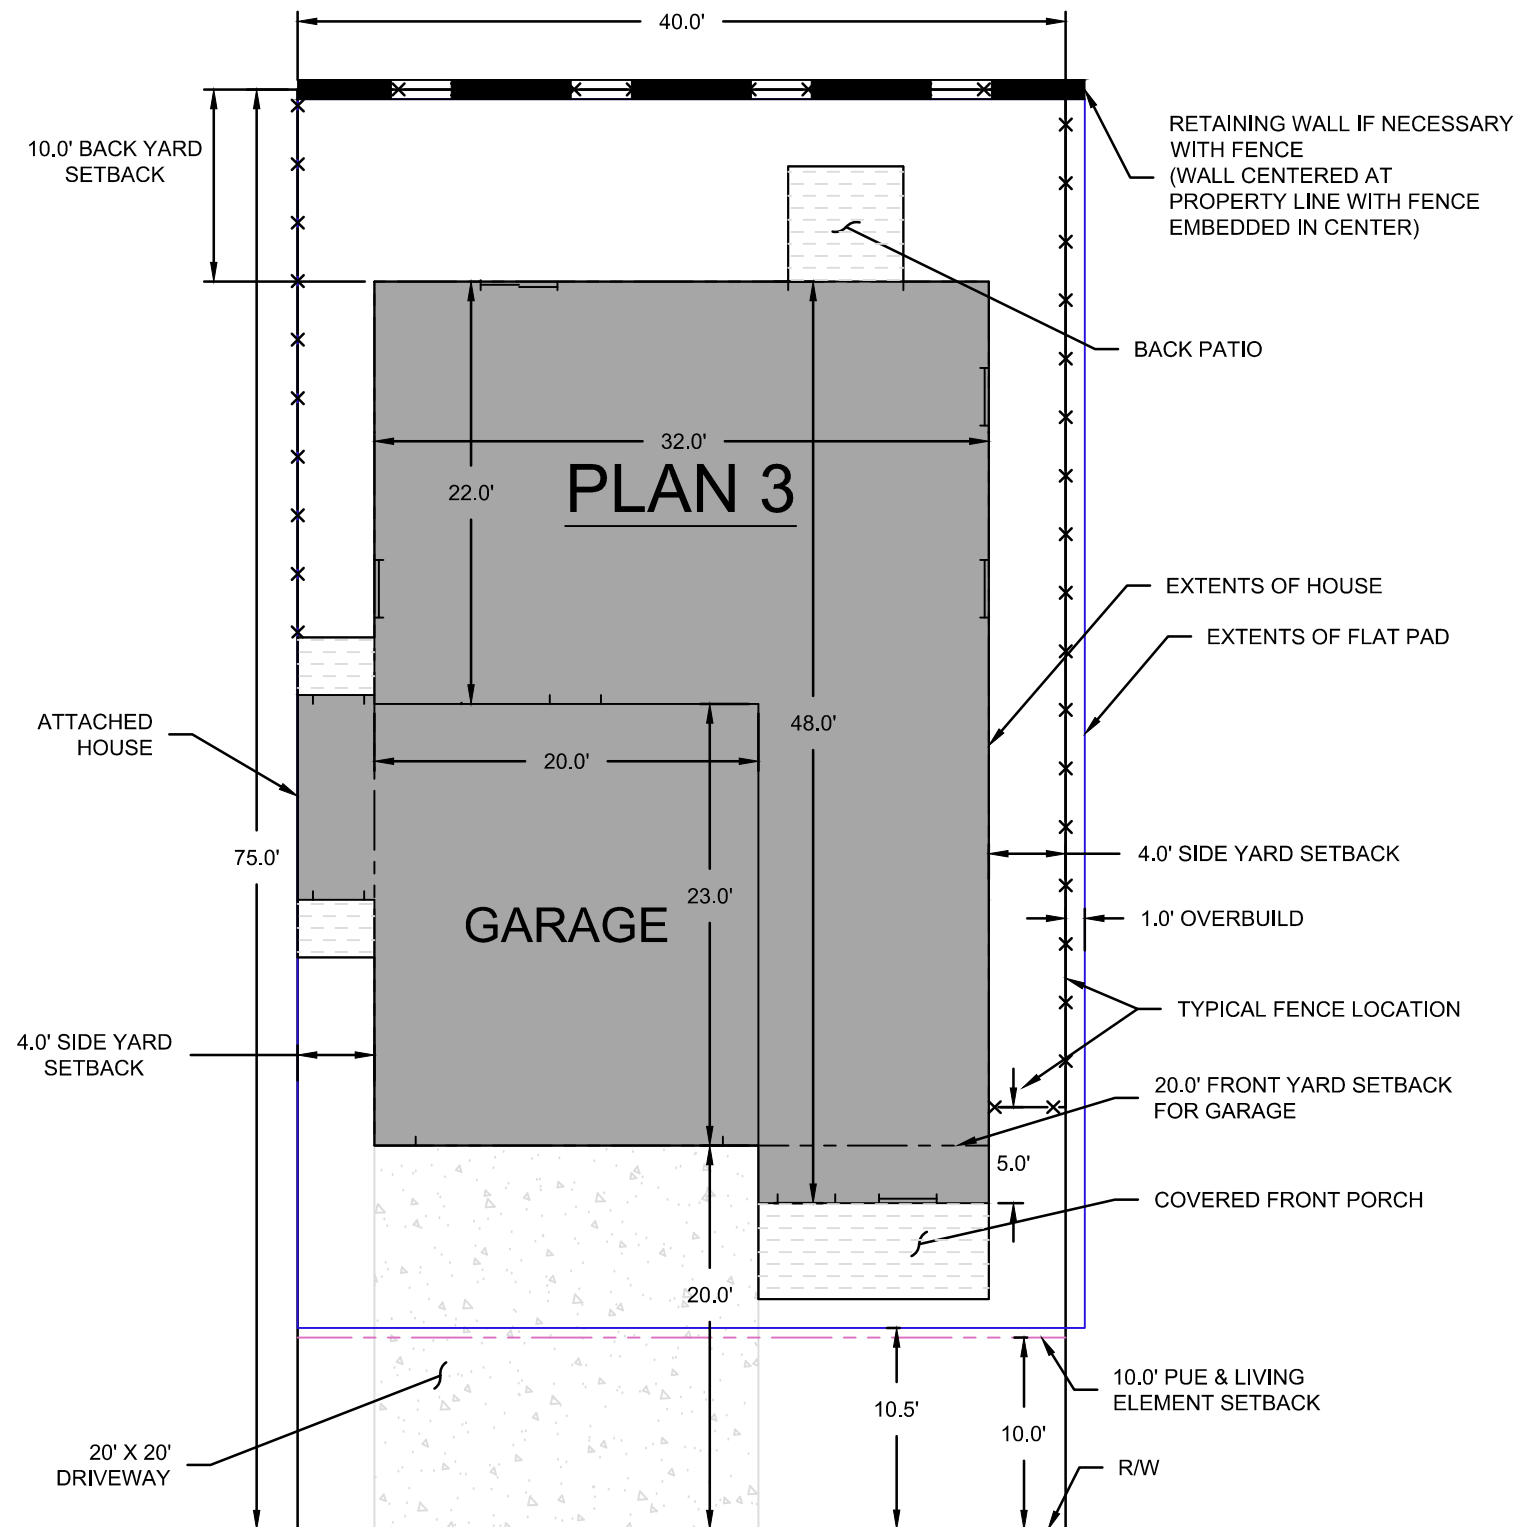 40.0'
10.0' BACK YARD
SETBACK
RETAINING WALL IF NECESSARY
WITH FENCE
(WALL CENTERED AT
PROPERTY LINE WITH FENCE
EMBEDDED IN CENTER)
BACK PATIO
32.0'
22.0'
PLAN 3
EXTENTS OF HOUSE
EXTENTS OF FLAT PAD
ATTACHED
HOUSE
48.0'
20.0'
75.0'
4.0' SIDE YARD SETBACK
23.0'
GARAGE
1.0' OVERBUILD
TYPICAL FENCE LOCATION
4.0' SIDE YARD
SETBACK
20.0' FRONT YARD SETBACK
FOR GARAGE
5.0'
COVERED FRONT PORCH
20.0'
10.0' PUE & LIVING
ELEMENT SETBACK
10.5'
10.0'
20' X 20'
DRIVEWAY
R/W